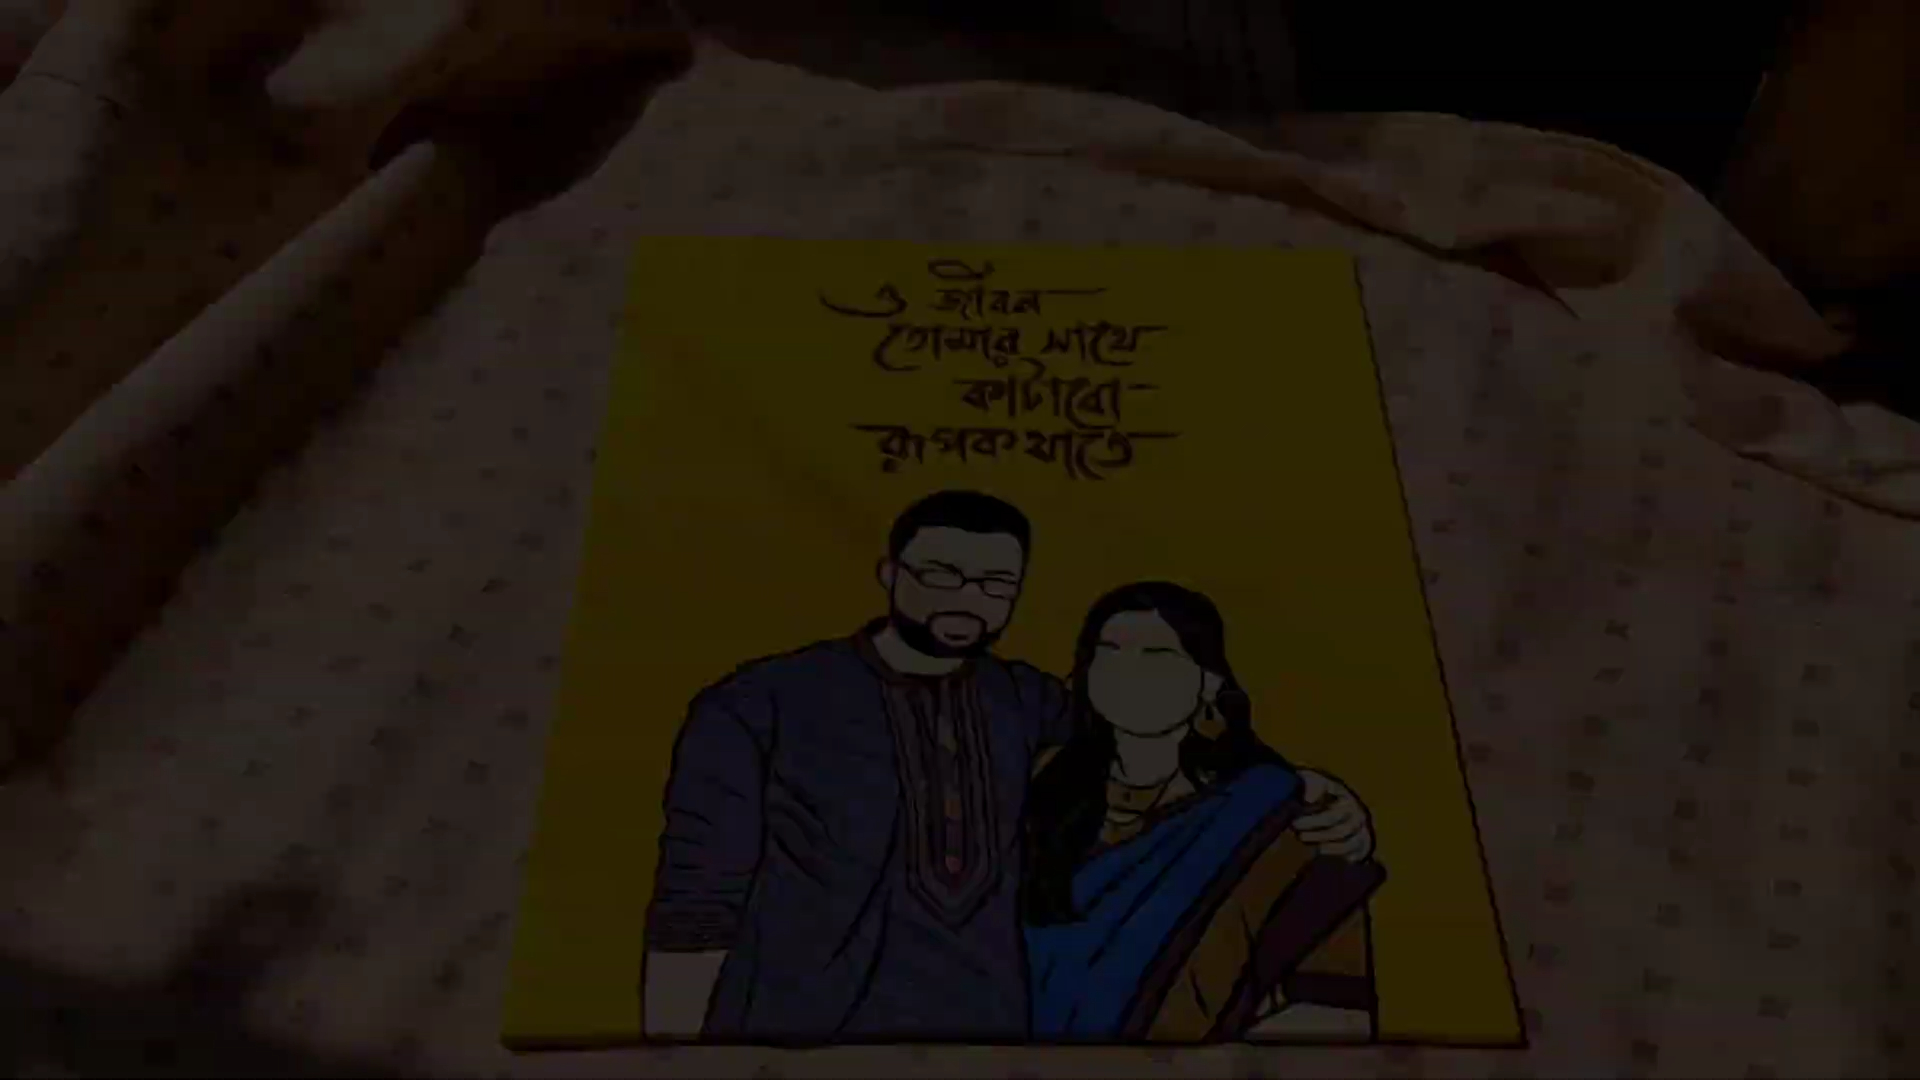 ও জীবন
তোমার সাথে
কাটাবো
রূপকথাতে